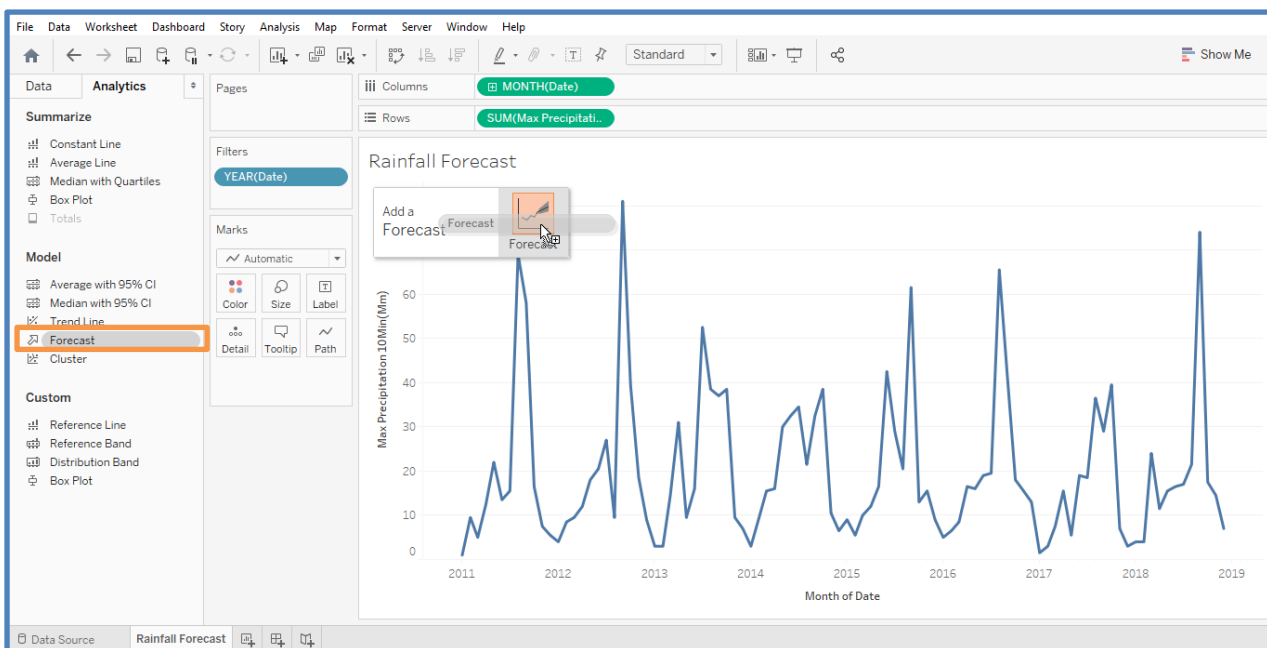 File Data Worksheet Dashboard Story Analysis Map Format Server Window Help
Standard
Show Me
Data Analytics
Summarize
Constant Line
Average Line
Median with Quartiles
Box Plot
Totals
Model
Average with 95% CI
Median with 95% CI
Trend Line
Forecast
Cluster
Custom
Reference Line
Reference Band
Distribution Band
Box Plot
Pages
Filters
YEAR(Date)
Marks
Automatic
Color Size Label
Detail Tooltip Path
Columns MONTH(Date)
Rows SUM(Max Precipitati..
Rainfall Forecast
Add a
Forecast
Forecast
Forecast
Max Precipitation 10Min(Mm)
60
50
40
30
20
10
0
2011 2012 2013 2014 2015 2016 2017 2018 2019
Month of Date
Data Source Rainfall Forecast